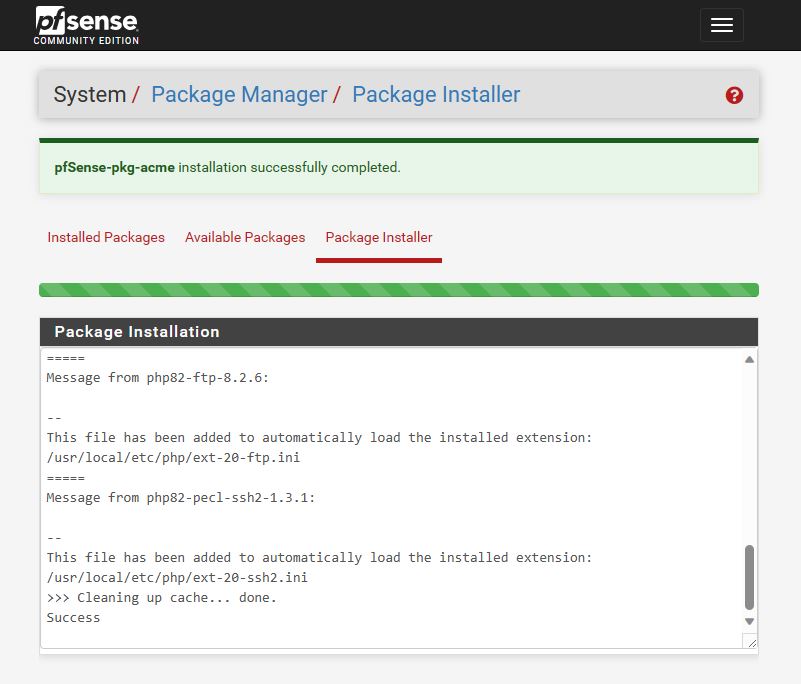 pfsense
COMMUNITY EDITION
System / Package Manager / Package Installer
?
pfSense-pkg-acme installation successfully completed.
Installed Packages Available Packages Package Installer
Package Installation
=====
Message from php82-ftp-8.2.6:
--
This file has been added to automatically load the installed extension:
/usr/local/etc/php/ext-20-ftp.ini
=====
Message from php82-pecl-ssh2-1.3.1:
--
This file has been added to automatically load the installed extension:
/usr/local/etc/php/ext-20-ssh2.ini
>>> Cleaning up cache... done.
Success